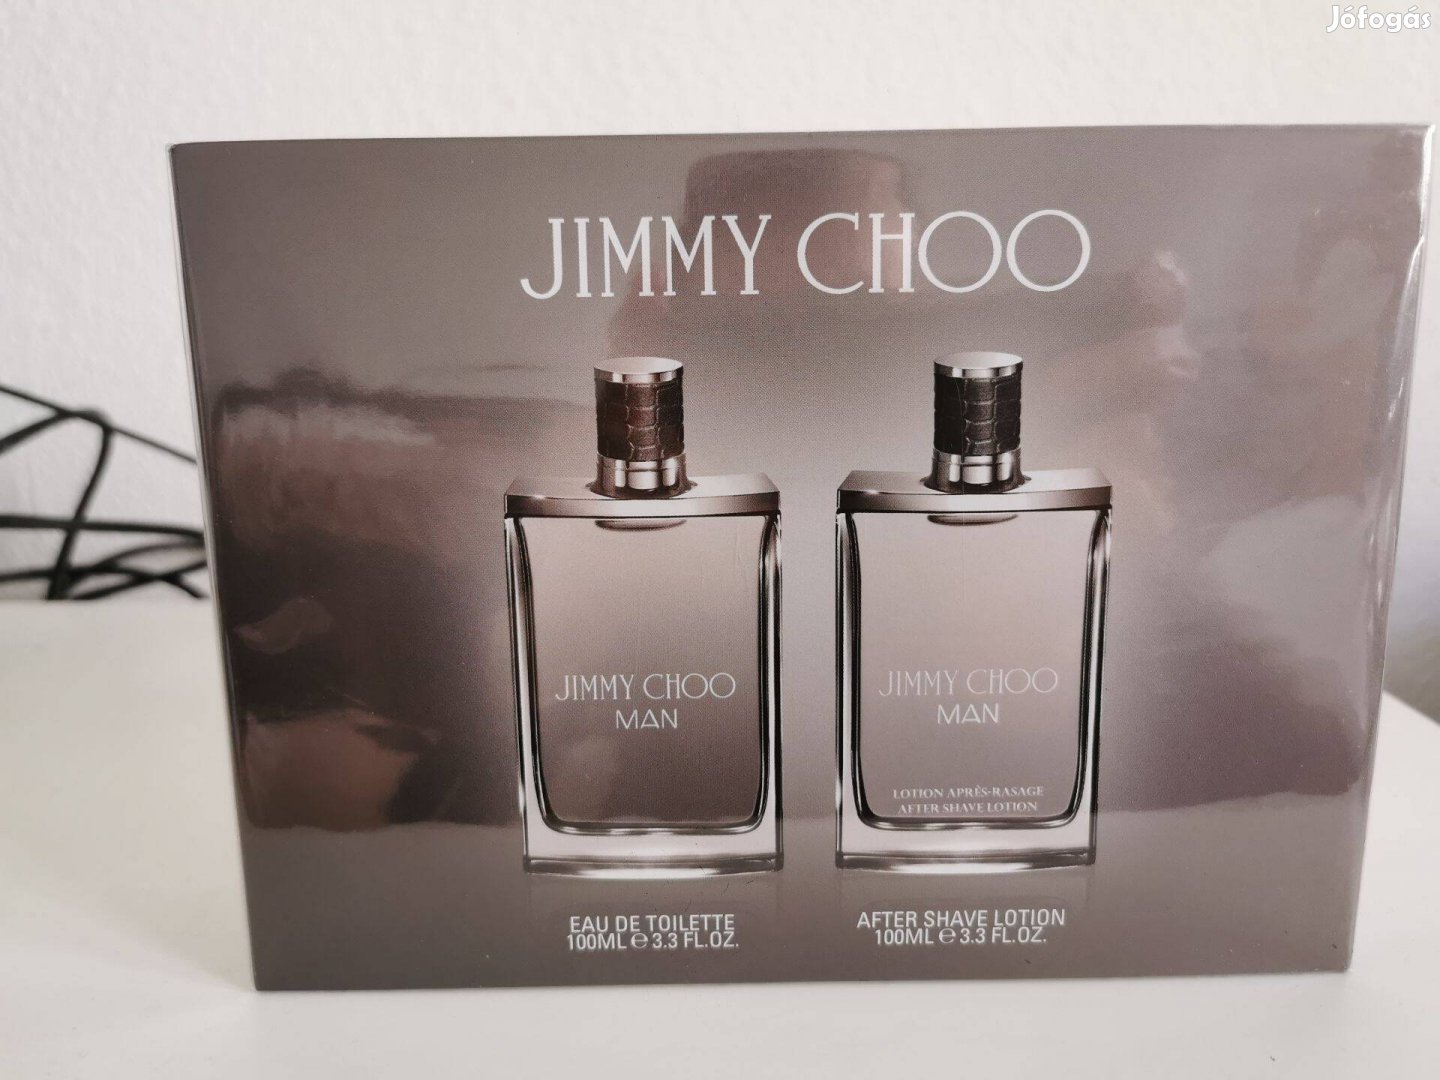 Jófogás
JIMMY CHOO
JIMMY CHOO
MAN
JIMMY CHOO
MAN
LOTION APRÈS-RASAGE
AFTER SHAVE LOTION
EAU DE TOILETTE
100ML e 3.3 FL.OZ.
AFTER SHAVE LOTION
100ML e 3.3 FL.OZ.